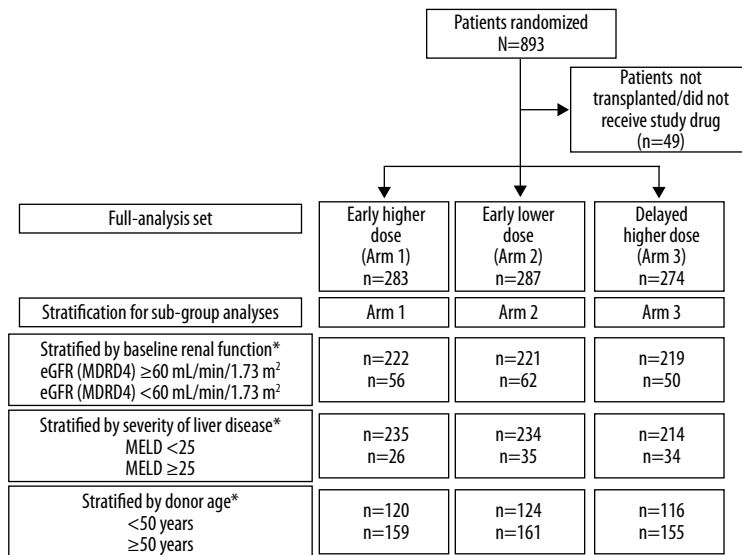 Patients randomized
N=893
Patients not
transplanted/did not
receive study drug
(n=49)
Full-analysis set
Early higher
dose
(Arm 1)
n=283
Early lower
dose
(Arm 2)
n=287
Delayed
higher dose
(Arm 3)
n=274
Stratification for sub-group analyses
Arm 1
Arm 2
Arm 3
Stratified by baseline renal function*
eGFR (MDRD4) ≥60 mL/min/1.73 m²
eGFR (MDRD4) <60 mL/min/1.73 m²
n=222
n=56
n=221
n=62
n=219
n=50
Stratified by severity of liver disease*
MELD <25
MELD ≥25
n=235
n=26
n=234
n=35
n=214
n=34
Stratified by donor age*
<50 years
≥50 years
n=120
n=159
n=124
n=161
n=116
n=155